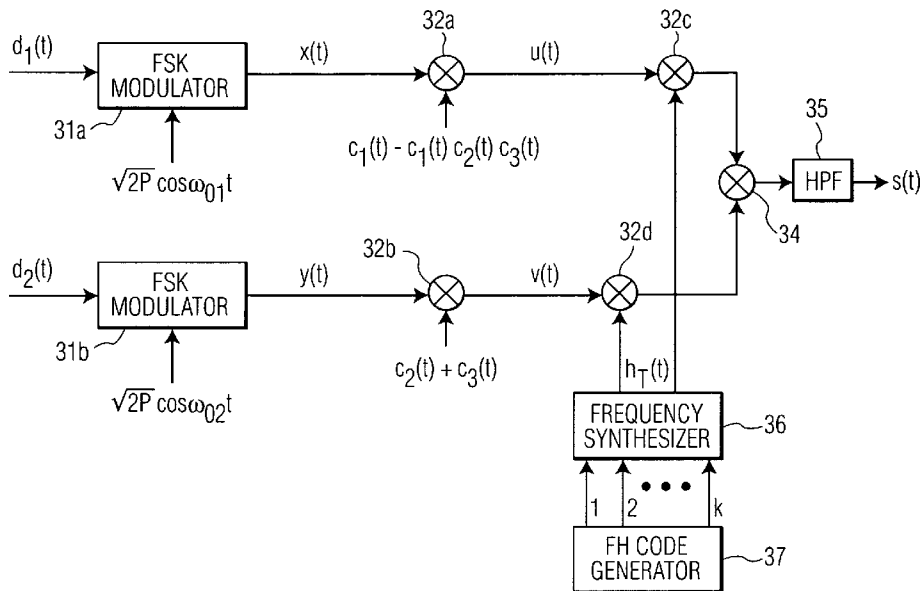 32a
32c
d₁(t)
FSK
MODULATOR
x(t)
u(t)
31a
c₁(t) - c₁(t) c₂(t) c₃(t)
35
HPF
s(t)
√2P cosω₀₁t
34
32b
32d
d₂(t)
FSK
MODULATOR
y(t)
v(t)
31b
c₂(t) + c₃(t)
h_T(t)
√2P cosω₀₂t
FREQUENCY
SYNTHESIZER
36
● ● ●
1 2 k
FH CODE
GENERATOR
37